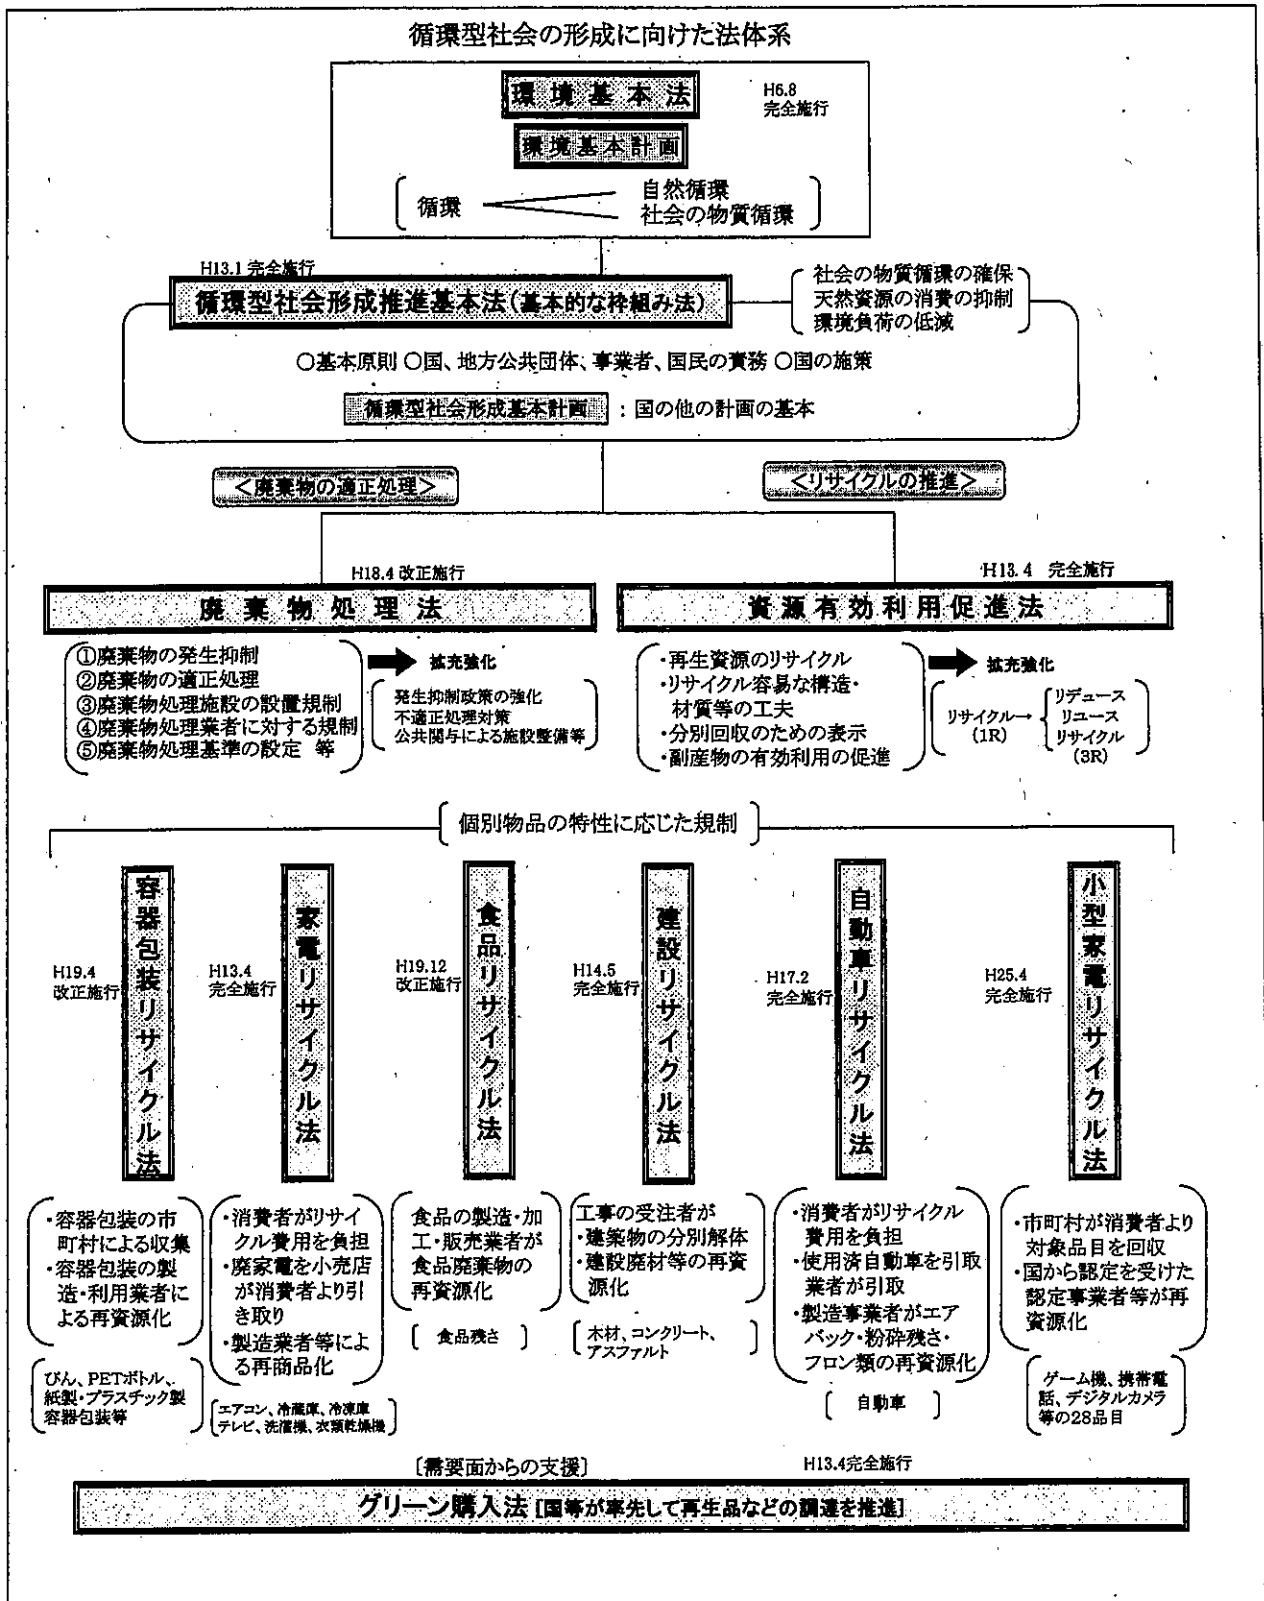 循環型社会の形成に向けた法体系
環境基本法
H6.8
完全施行
環境基本計画
循環
自然循環
社会の物質循環
H13.1 完全施行
循環型社会形成推進基本法(基本的な枠組み法)
社会の物質循環の確保
天然資源の消費の抑制
環境負荷の低減
○基本原則 ○国、地方公共団体、事業者、国民の責務 ○国の施策
循環型社会形成基本計画 : 国の他の計画の基本
<廃棄物の適正処理>
<リサイクルの推進>
H18.4 改正施行
廃棄物処理法
①廃棄物の発生抑制
②廃棄物の適正処理
③廃棄物処理施設の設置規制
④廃棄物処理業者に対する規制
⑤廃棄物処理基準の設定 等
拡充強化
発生抑制政策の強化
不適正処理対策
公共関与による施設整備等
H13.4 完全施行
資源有効利用促進法
・再生資源のリサイクル
・リサイクル容易な構造・
材質等の工夫
・分別回収のための表示
・副産物の有効利用の促進
拡充強化
リサイクル→
(1R)
リデュース
リユース
リサイクル
(3R)
個別物品の特性に応じた規制
H19.4
改正施行
容器包装リサイクル法
・容器包装の市
町村による収集
・容器包装の製
造・利用業者に
よる再資源化
びん、PETボトル、
紙製・プラスチック製
容器包装等
H13.4
完全施行
家電リサイクル法
・消費者がリサイ
クル費用を負担
・廃家電を小売店
が消費者より引
き取り
・製造業者等によ
る再商品化
エアコン、冷蔵庫、冷凍庫
テレビ、洗濯機、衣類乾燥機
H19.12
改正施行
食品リサイクル法
食品の製造・加
工・販売業者が
食品廃棄物の
再資源化
食品残さ
H14.5
完全施行
建設リサイクル法
工事の受注者が
・建築物の分別解体
・建設廃材等の再資
源化
木材、コンクリート、
アスファルト
H17.2
完全施行
自動車リサイクル法
・消費者がリサイクル
費用を負担
・使用済自動車を引取
業者が引取
・製造事業者がエア
バック・粉砕残さ・
フロン類の再資源化
自動車
H25.4
完全施行
小型家電リサイクル法
・市町村が消費者より
対象品目を回収
・国から認定を受けた
認定事業者等が再
資源化
ゲーム機、携帯電
話、デジタルカメラ
等の28品目
[需要面からの支援]
H13.4完全施行
グリーン購入法 [国等が率先して再生品などの調達を推進]